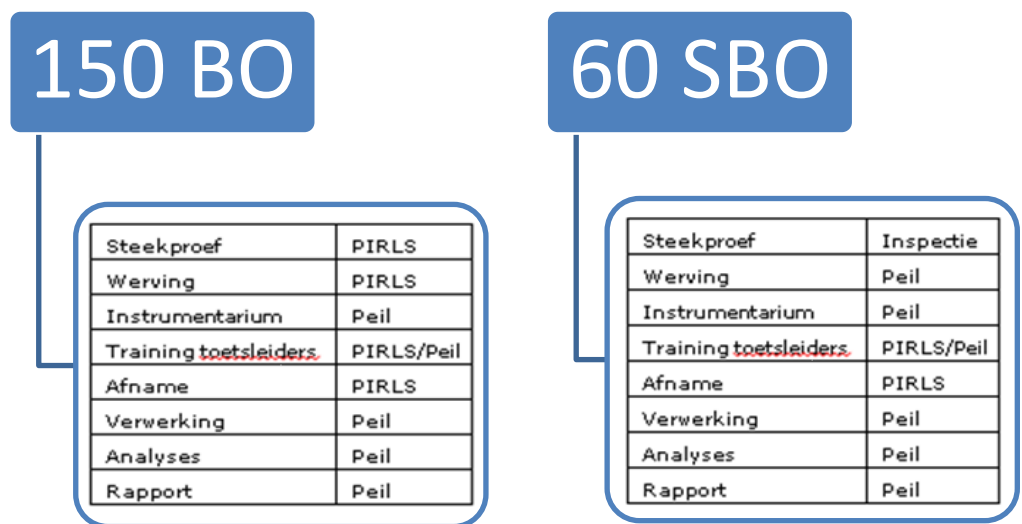 150 BO
Steekproef PIRLS
Werving PIRLS
Instrumentarium Peil
Training toetsleiders PIRLS/Peil
Afname PIRLS
Verwerking Peil
Analyses Peil
Rapport Peil
60 SBO
Steekproef Inspectie
Werving Peil
Instrumentarium Peil
Training toetsleiders PIRLS/Peil
Afname PIRLS
Verwerking Peil
Analyses Peil
Rapport Peil